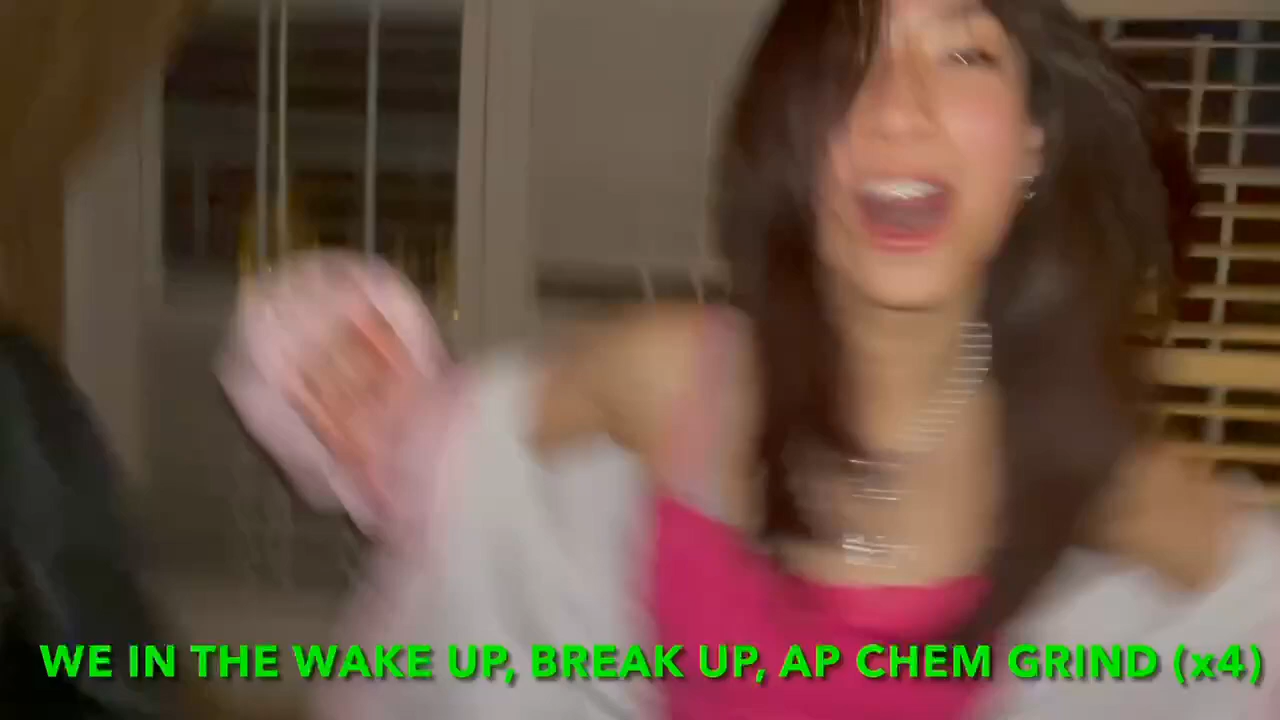 WE IN THE WAKE UP, BREAK UP, AP CHEM GRIND (x4)